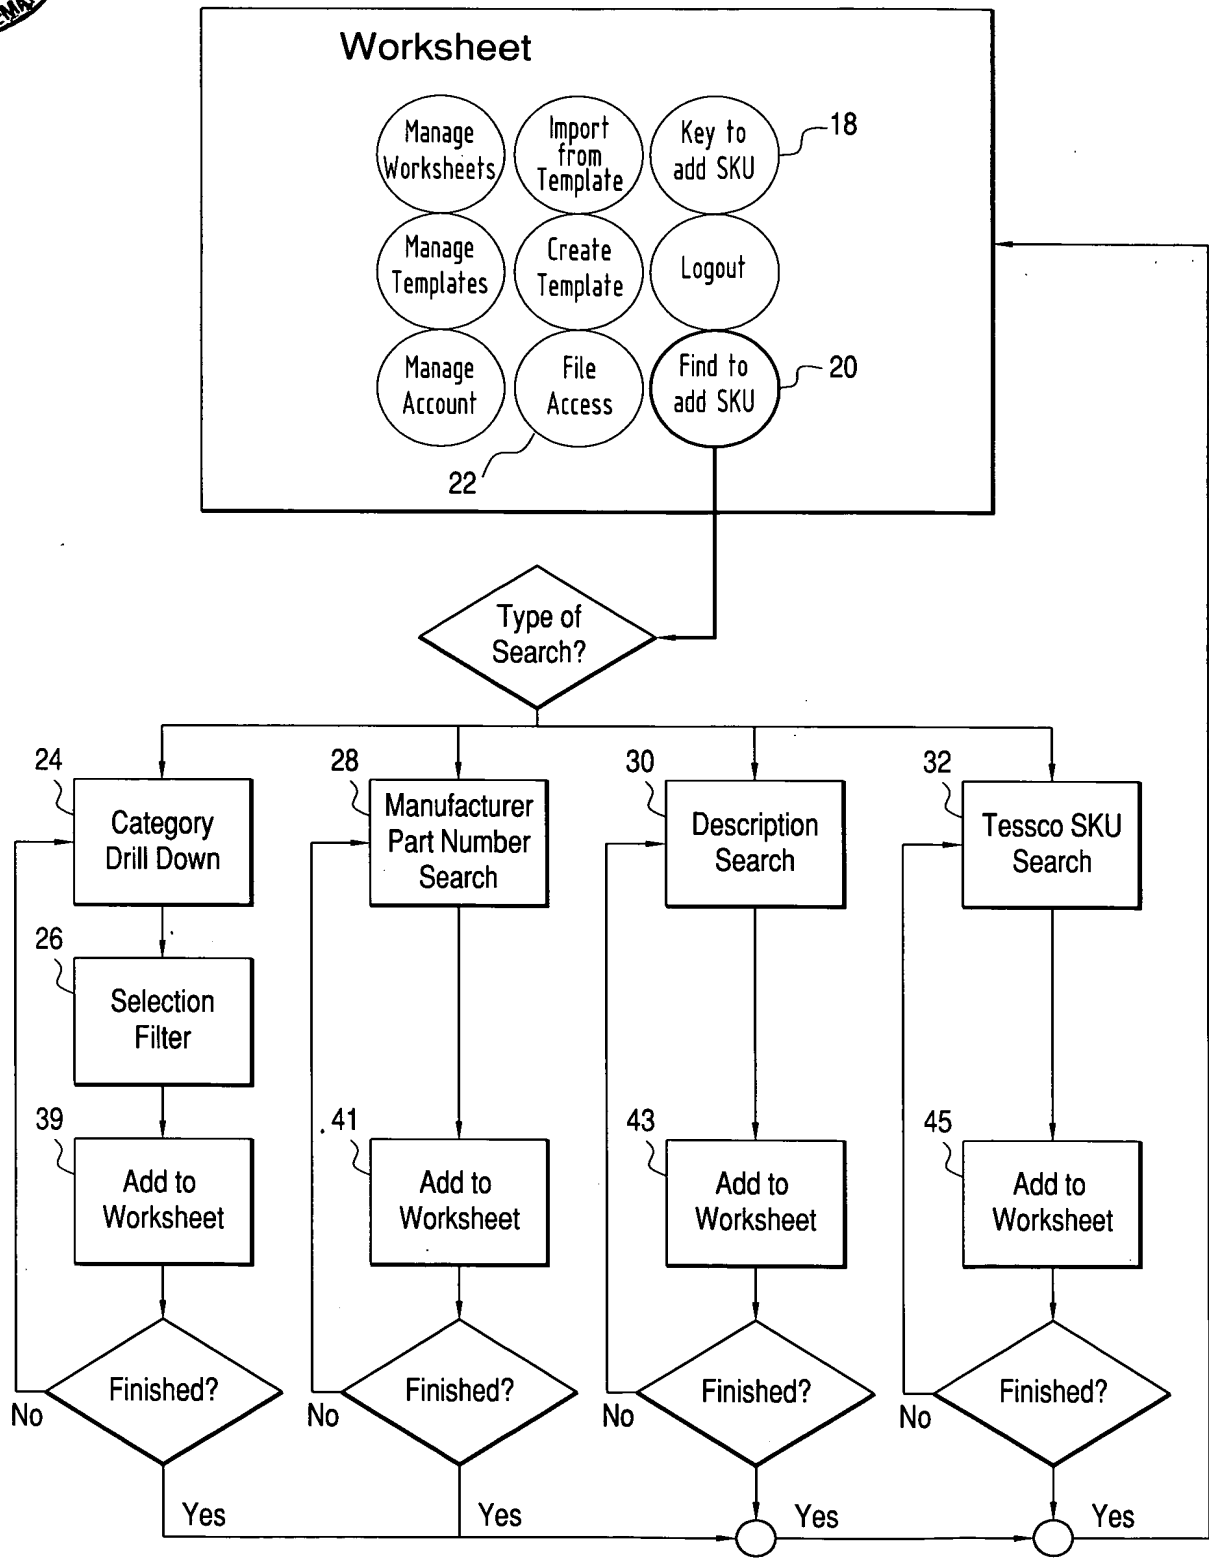 Worksheet
Manage
Worksheets
Import
from
Template
Key to
add SKU
18
Manage
Templates
Create
Template
Logout
Manage
Account
File
Access
Find to
add SKU
20
22
Type of
Search?
24
Category
Drill Down
28
Manufacturer
Part Number
Search
30
Description
Search
32
Tessco SKU
Search
26
Selection
Filter
39
Add to
Worksheet
41
Add to
Worksheet
43
Add to
Worksheet
45
Add to
Worksheet
Finished?
No
Finished?
No
Finished?
No
Finished?
No
Yes
Yes
Yes
Yes